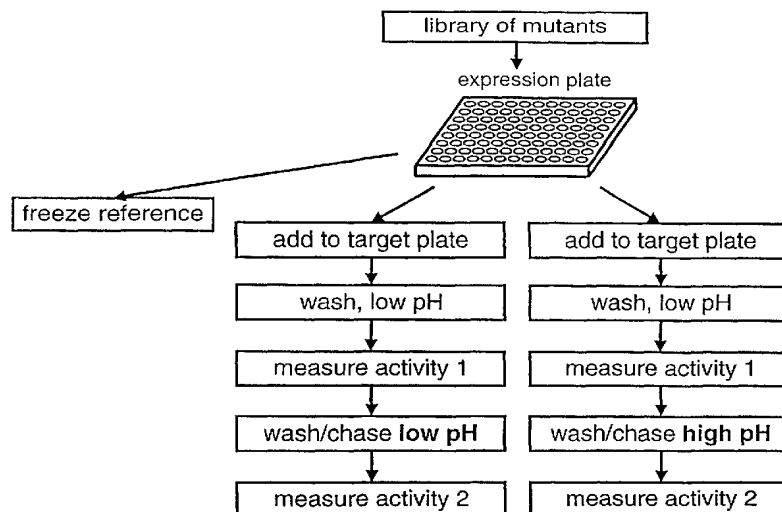 library of mutants
expression plate
freeze reference
add to target plate
add to target plate
wash, low pH
wash, low pH
measure activity 1
measure activity 1
wash/chase low pH
wash/chase high pH
measure activity 2
measure activity 2